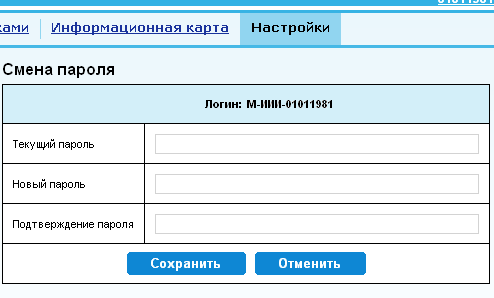 ками Информационная карта Настройки
Смена пароля
Логин: М-ИИИ-01011981
Текущий пароль
Новый пароль
Подтверждение пароля
Сохранить Отменить